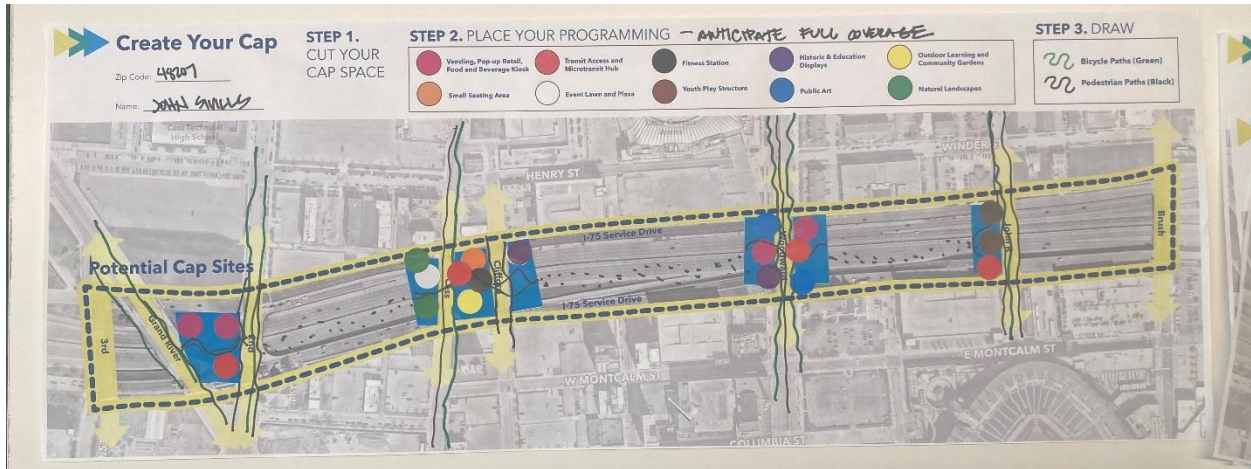 Create Your Cap
Zip Code: 48207
Name:
STEP 1.
CUT YOUR
CAP SPACE
STEP 2. PLACE YOUR PROGRAMMING - ANTICIPATE FULL COVERAGE
Vending, Pop-up Retail,
Food and Beverage Kiosk
Transit Access and
Microtransit Hub
Fitness Station
Historic & Education
Displays
Outdoor Learning and
Community Gardens
Small Seating Area
Event Lawn and Plaza
Youth Play Structure
Public Art
Natural Landscapes
STEP 3. DRAW
Bicycle Paths (Green)
Pedestrian Paths (Black)
Cass Technical
High School
HENRY ST
WINDER
Potential Cap Sites
I-75 Service Drive
I-75 Service Drive
3rd
Grand River
2nd
Cass
Clifford
Woodward
John R
Brush
W MONTCALM ST
E MONTCALM ST
COLUMBIA ST